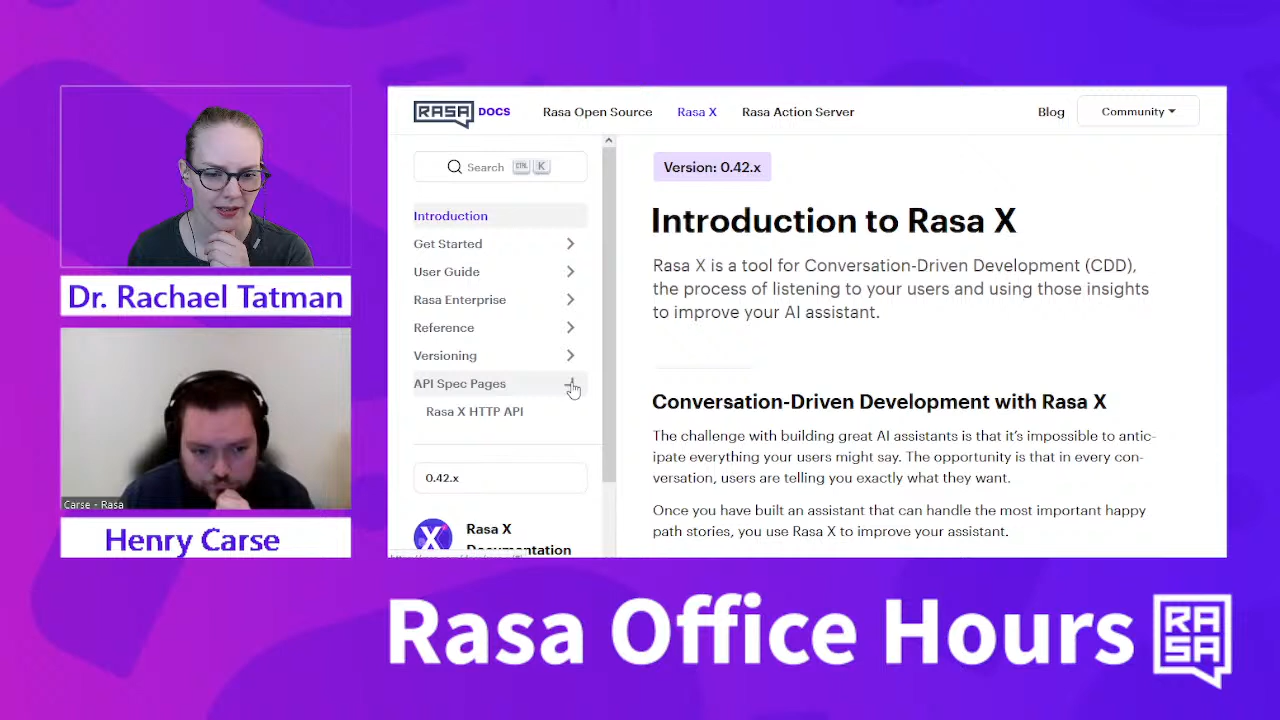 Dr. Rachael Tatman
Carse - Rasa
Henry Carse
RASA DOCS
Rasa Open Source
Rasa X
Rasa Action Server
Blog
Community
Search CTRL K
Introduction
Get Started
User Guide
Rasa Enterprise
Reference
Versioning
API Spec Pages
Rasa X HTTP API
0.42.x
X
Rasa X
Documentation
Version: 0.42.x
Introduction to Rasa X
Rasa X is a tool for Conversation-Driven Development (CDD),
the process of listening to your users and using those insights
to improve your AI assistant.
Conversation-Driven Development with Rasa X
The challenge with building great AI assistants is that it's impossible to antic-
ipate everything your users might say. The opportunity is that in every con-
versation, users are telling you exactly what they want.
Once you have built an assistant that can handle the most important happy
path stories, you use Rasa X to improve your assistant.
Rasa Office Hours
RA
SA